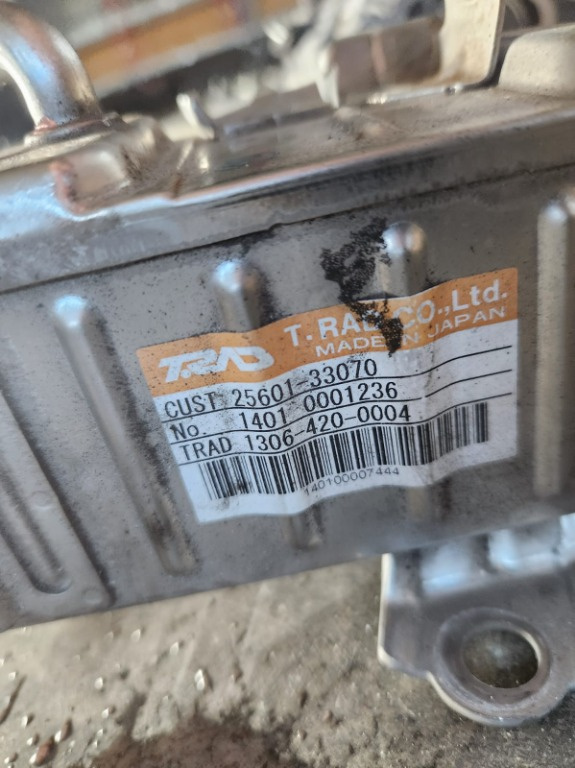 TRAD T. RAD CO.,Ltd.
MADE IN JAPAN
CUST 25601-33070
No 1401 0001236
TRAD 1306-420-0004
140100007444